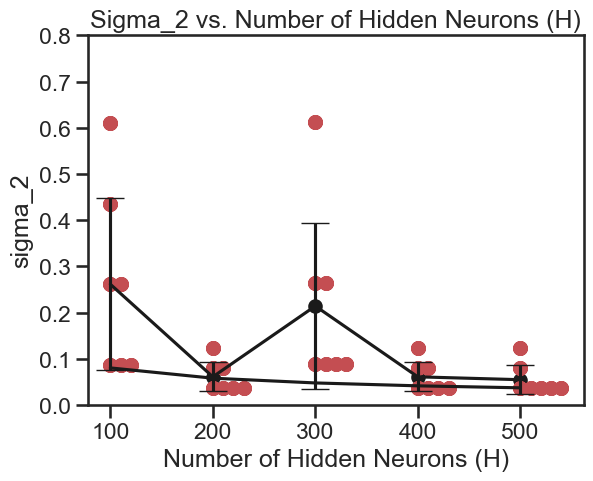 Sigma_2 vs. Number of Hidden Neurons (H)
0.8
0.7
0.6
0.5
0.4
0.3
0.2
0.1
0.0
sigma_2
100 200 300 400 500
Number of Hidden Neurons (H)